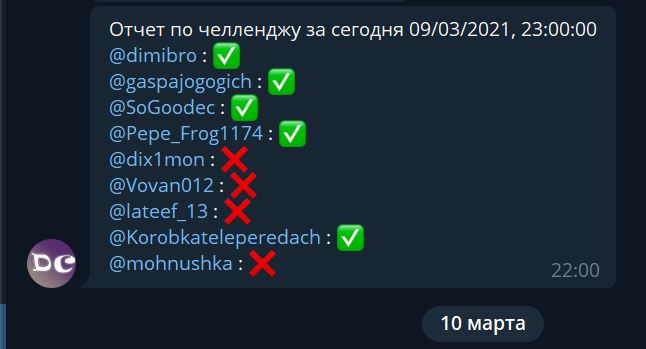 Отчет по челленджу за сегодня 09/03/2021, 23:00:00
@dimibro : ✅
@gaspajogogich : ✅
@SoGoodec : ✅
@Pepe_Frog1174 : ✅
@dix1mon : ❌
@Vovan012 : ❌
@lateef_13 : ❌
@Korobkateleperedach : ✅
@mohnushka : ❌
DC
22:00
10 марта